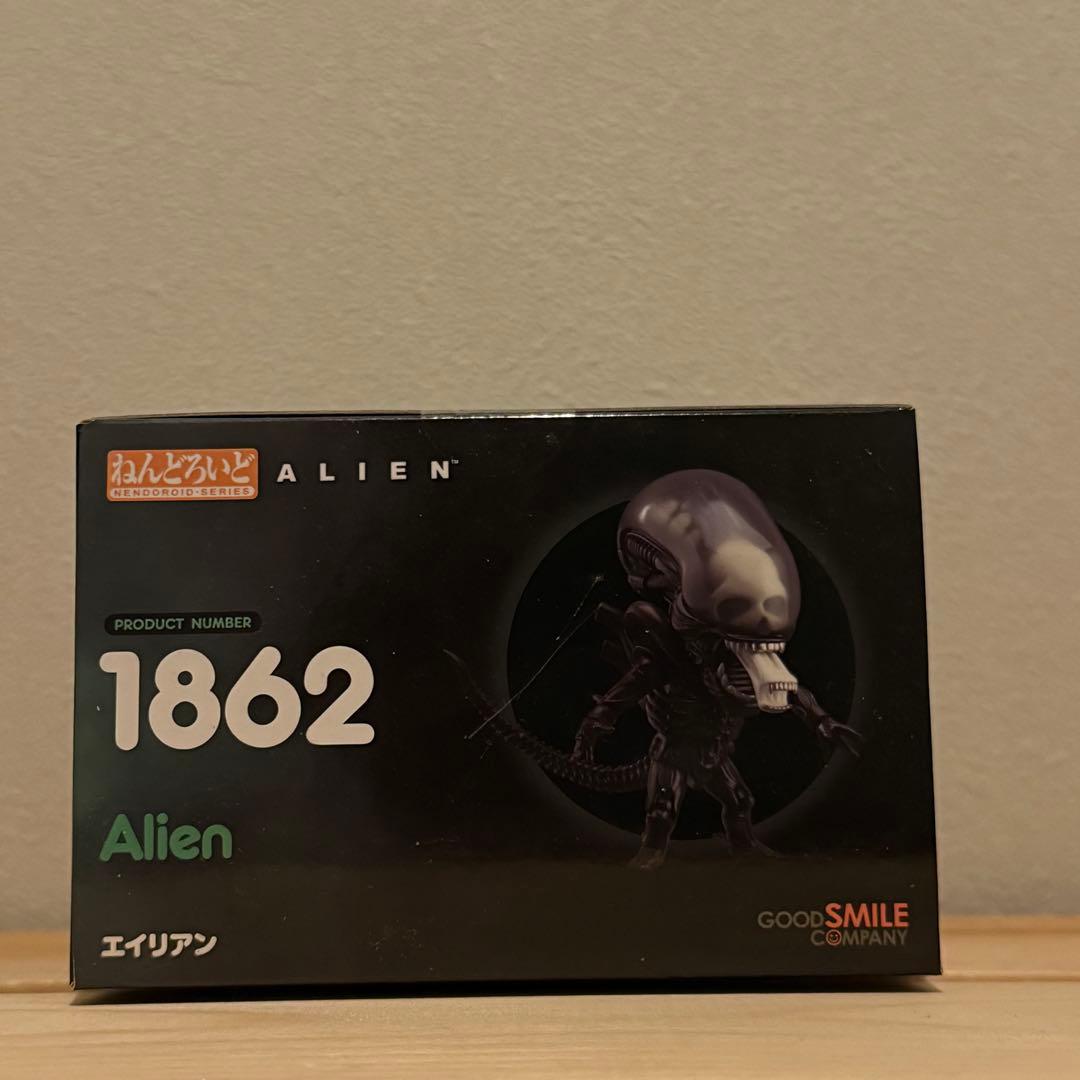 ねんどろいど
NENDOROID•SERIES
ALIEN™
PRODUCT NUMBER
1862
Alien
エイリアン
GOOD SMILE
COMPANY